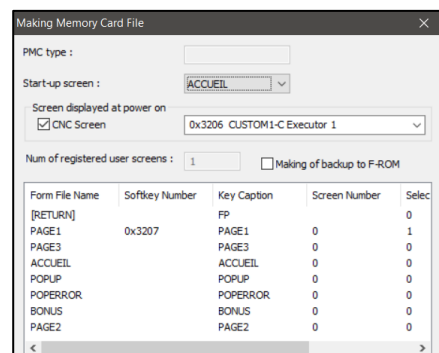 Making Memory Card File
PMC type :
Start-up screen : ACCUEIL
Screen displayed at power on
CNC Screen 0x3206 CUSTOM1-C Executor 1
Num of registered user screens : 1 Making of backup to F-ROM
Form File Name Softkey Number Key Caption Screen Number Selec
[RETURN] FP 0
PAGE1 0x3207 PAGE1 0 1
PAGE3 PAGE3 0 0
ACCUEIL ACCUEIL 0 0
POPUP POPUP 0 0
POPERROR POPERROR 0 0
BONUS BONUS 0 0
PAGE2 PAGE2 0 0